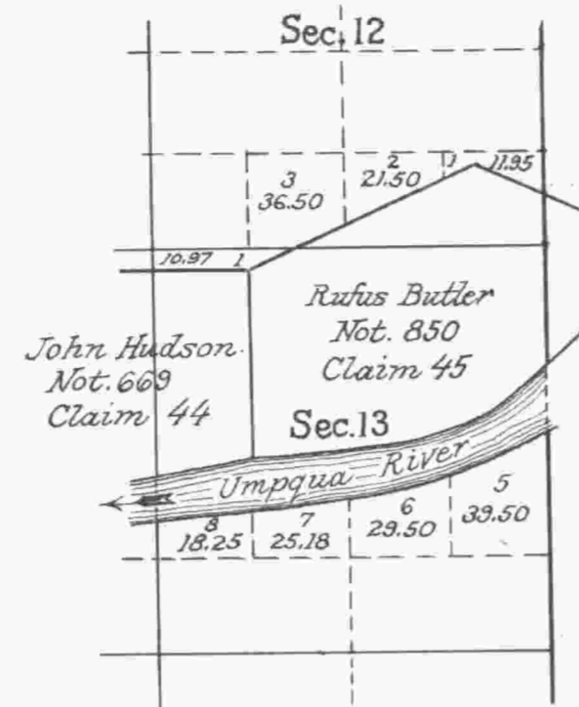 Sec. 12
3
36.50
2
21.50
1
11.95
10.97 1
Rufus Butler
Not. 850
Claim 45
John Hudson
Not. 669
Claim 44
Sec. 13
Umpqua River
8
18.25
7
25.18
6
29.50
5
39.50